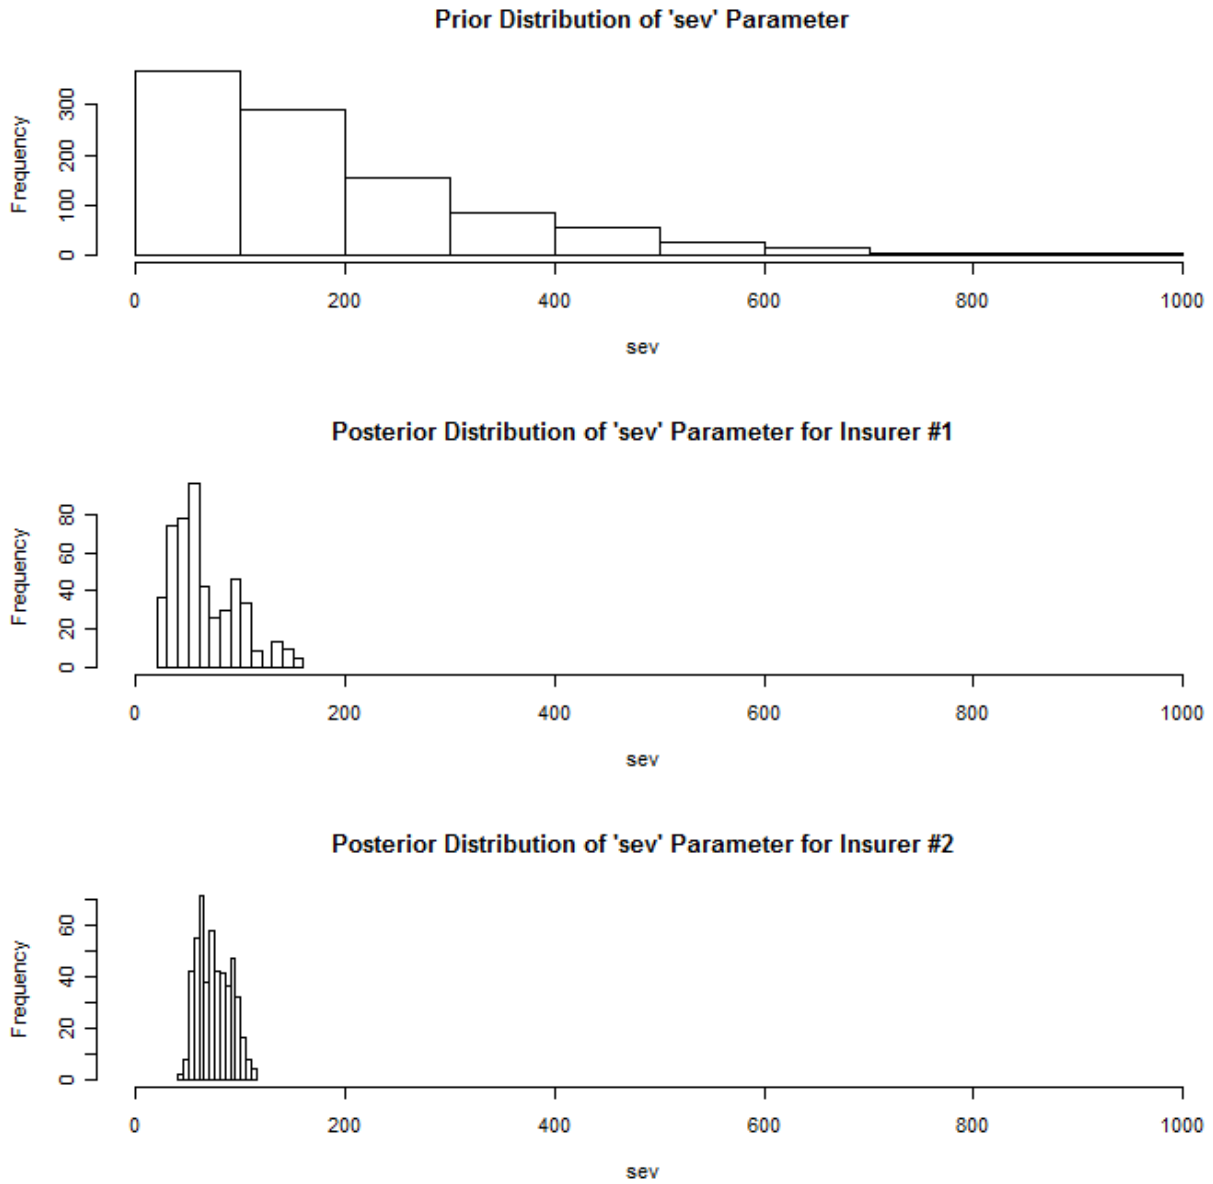 Prior Distribution of 'sev' Parameter
Frequency
300
200
100
0
0 200 400 600 800 1000
sev
Posterior Distribution of 'sev' Parameter for Insurer #1
Frequency
80
60
40
20
0
0 200 400 600 800 1000
sev
Posterior Distribution of 'sev' Parameter for Insurer #2
Frequency
60
40
20
0
0 200 400 600 800 1000
sev